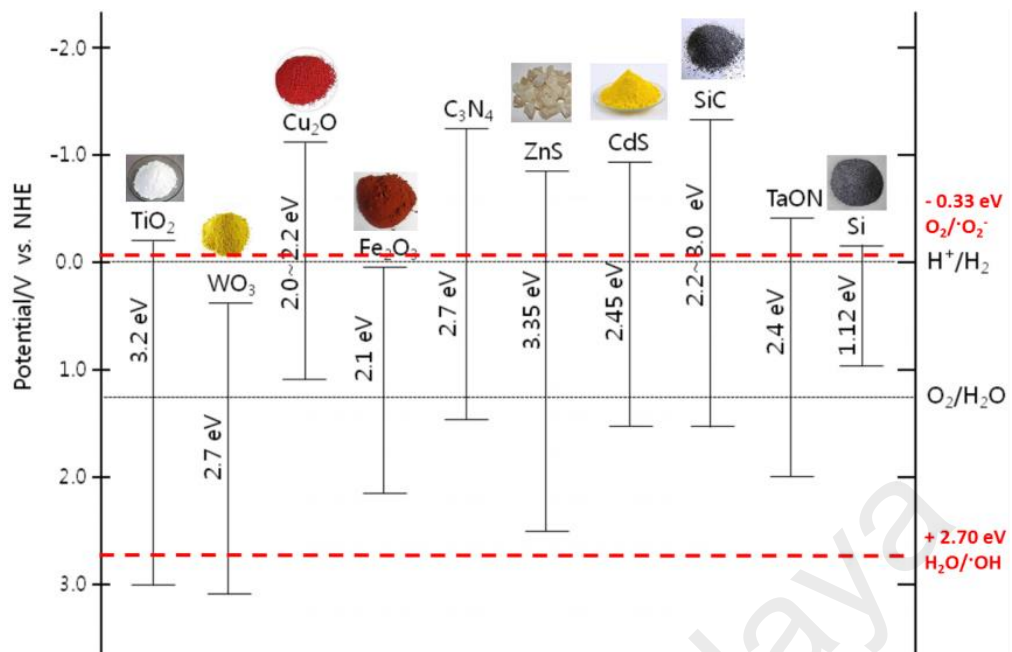 Potential/V vs. NHE
-2.0
-1.0
0.0
1.0
2.0
3.0
TiO₂
3.2 eV
WO₃
2.7 eV
Cu₂O
2.0~2.2 eV
Fe₂O₃
2.1 eV
C₃N₄
2.7 eV
ZnS
3.35 eV
CdS
2.45 eV
SiC
2.2~3.0 eV
TaON
2.4 eV
Si
1.12 eV
- 0.33 eV
O₂/·O₂⁻
H⁺/H₂
O₂/H₂O
+ 2.70 eV
H₂O/·OH